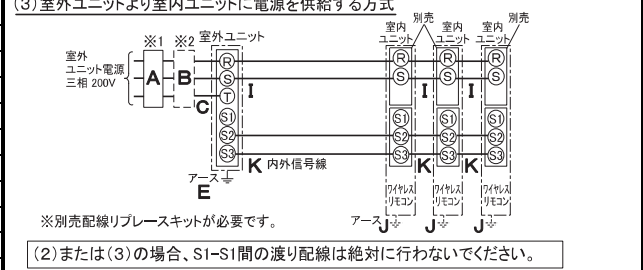 (3)室外ユニットより室内ユニットに電源を供給する方式
※1 ※2 室外ユニット
室内ユニット 別売 室内ユニット 室内ユニット 別売
室外
ユニット電源
三相 200V
A B C
R R R R
S I S I S I S
T
S1 S1 S1 S1
S2 S2 S2 S2
S3 K 内外信号線 S3 K S3 K S3
アース
E
ワイヤレスリモコン ワイヤレスリモコン ワイヤレスリモコン
※別売配線リプレースキットが必要です。
アース J J J
(2)または(3)の場合、S1-S1間の渡り配線は絶対に行わないでください。